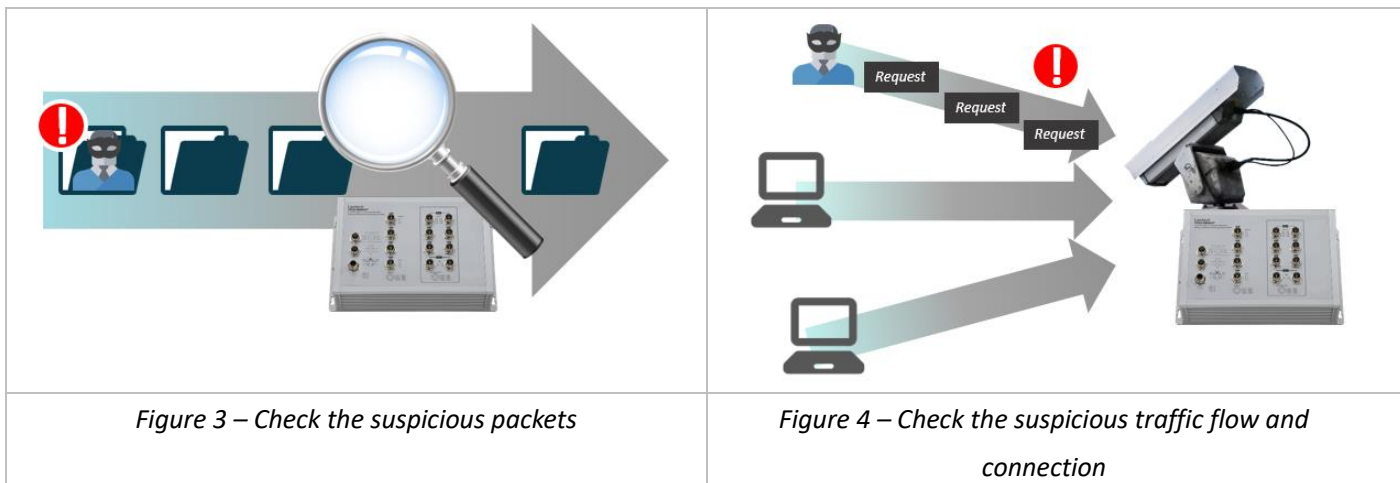 Request
Request
Request
Figure 3 – Check the suspicious packets
Figure 4 – Check the suspicious traffic flow and
connection